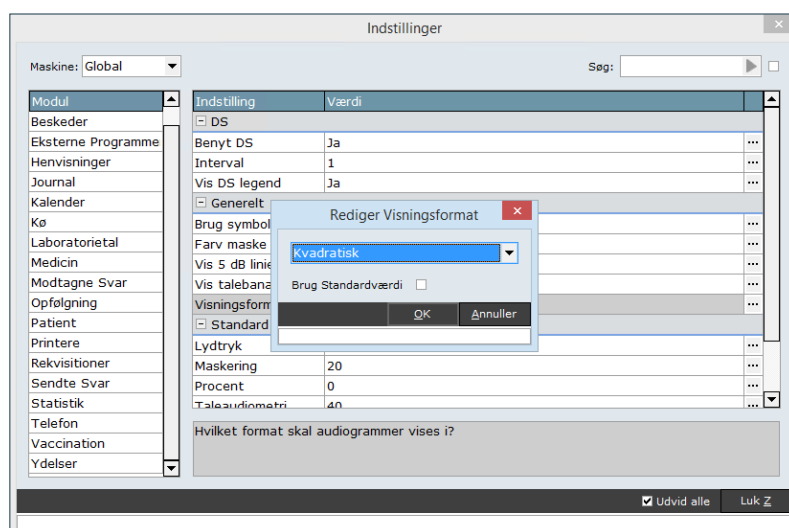 Indstillinger
Maskine: Global
Søg:
Modul
Beskeder
Eksterne Programme
Henvisninger
Journal
Kalender
Kø
Laboratorietal
Medicin
Modtagne Svar
Opfølgning
Patient
Printere
Rekvisitioner
Sendte Svar
Statistik
Telefon
Vaccination
Ydelser
Indstilling Værdi
DS
Benyt DS Ja
Interval 1
Vis DS legend Ja
Generelt
Brug symbol
Farv maske
Vis 5 dB linie
Vis talebana
Visningsform
Standard
Lydtryk
Maskering 20
Procent 0
Taleaudiometri 40
Rediger Visningsformat
Kvadratisk
Brug Standardværdi
OK Annuller
Hvilket format skal audiogrammer vises i?
Udvid alle Luk Z